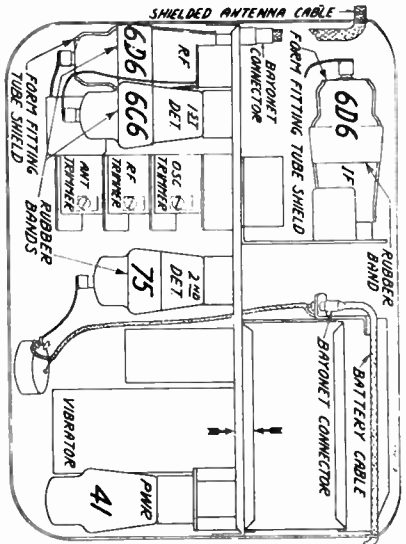 SHIELDED ANTENNA CABLE
6D6
RF
BAYONET
CONNECTOR
FORM FITTING TUBE SHIELD
6D6
IF
6C6
1ST
DET
FORM FITTING
TUBE SHIELD
RUBBER
BAND
ANT
TRIMMER
RF
TRIMMER
OSC
TRIMMER
RUBBER
BANDS
75
2ND
DET
BATTERY CABLE
BAYONET CONNECTOR
VIBRATOR
41
PWR